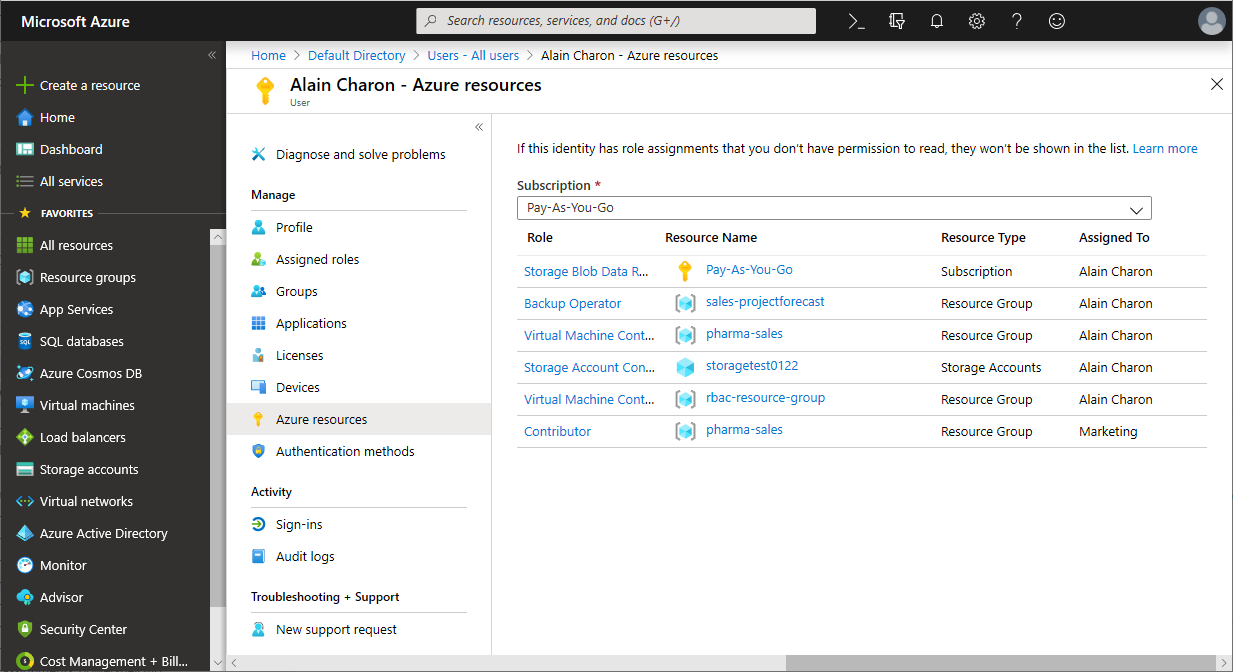 Microsoft Azure
Search resources, services, and docs (G+/)
Create a resource
Home
Dashboard
All services
FAVORITES
All resources
Resource groups
App Services
SQL databases
Azure Cosmos DB
Virtual machines
Load balancers
Storage accounts
Virtual networks
Azure Active Directory
Monitor
Advisor
Security Center
Cost Management + Bill...
Home > Default Directory > Users - All users > Alain Charon - Azure resources
Alain Charon - Azure resources
User
Diagnose and solve problems
Manage
Profile
Assigned roles
Groups
Applications
Licenses
Devices
Azure resources
Authentication methods
Activity
Sign-ins
Audit logs
Troubleshooting + Support
New support request
If this identity has role assignments that you don't have permission to read, they won't be shown in the list. Learn more
Subscription *
Pay-As-You-Go
Role Resource Name Resource Type Assigned To
Storage Blob Data R... Pay-As-You-Go Subscription Alain Charon
Backup Operator sales-projectforecast Resource Group Alain Charon
Virtual Machine Cont... pharma-sales Resource Group Alain Charon
Storage Account Con... storagetest0122 Storage Accounts Alain Charon
Virtual Machine Cont... rbac-resource-group Resource Group Alain Charon
Contributor pharma-sales Resource Group Marketing